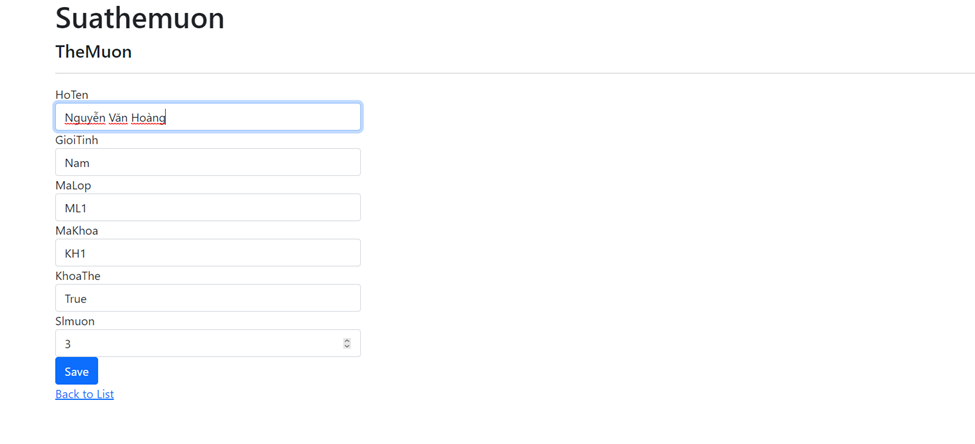 Suathemuon
TheMuon
HoTen
Nguyễn Văn Hoàng
GioiTinh
Nam
MaLop
ML1
MaKhoa
KH1
KhoaThe
True
Slmuon
3
Save
Back to List